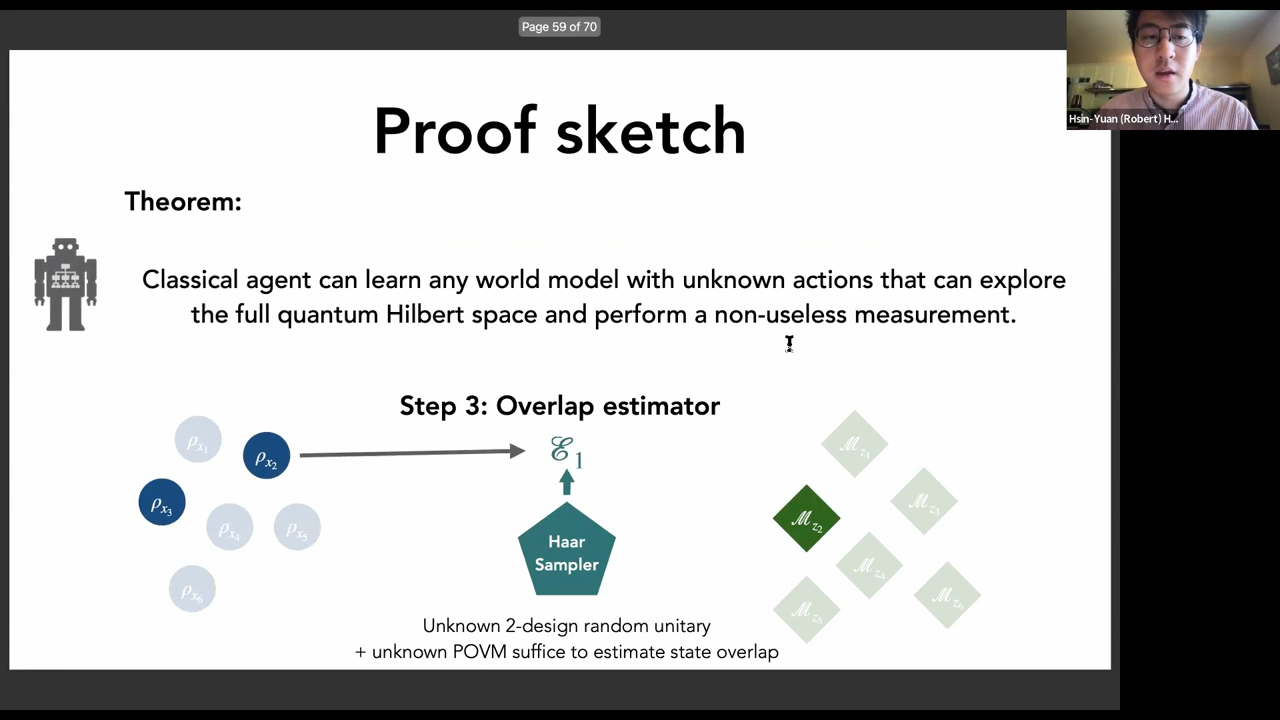 Page 59 of 70
Hsin-Yuan (Robert) H...
Proof sketch
Theorem:
Classical agent can learn any world model with unknown actions that can explore
the full quantum Hilbert space and perform a non-useless measurement.
Step 3: Overlap estimator
ρx₁
ρx₂
ρx₃
ρx₄
ρx₅
ρx₆
ℰ₁
Haar
Sampler
ℳz₁
ℳz₂
ℳz₃
ℳz₄
ℳz₅
ℳz₆
Unknown 2-design random unitary
+ unknown POVM suffice to estimate state overlap